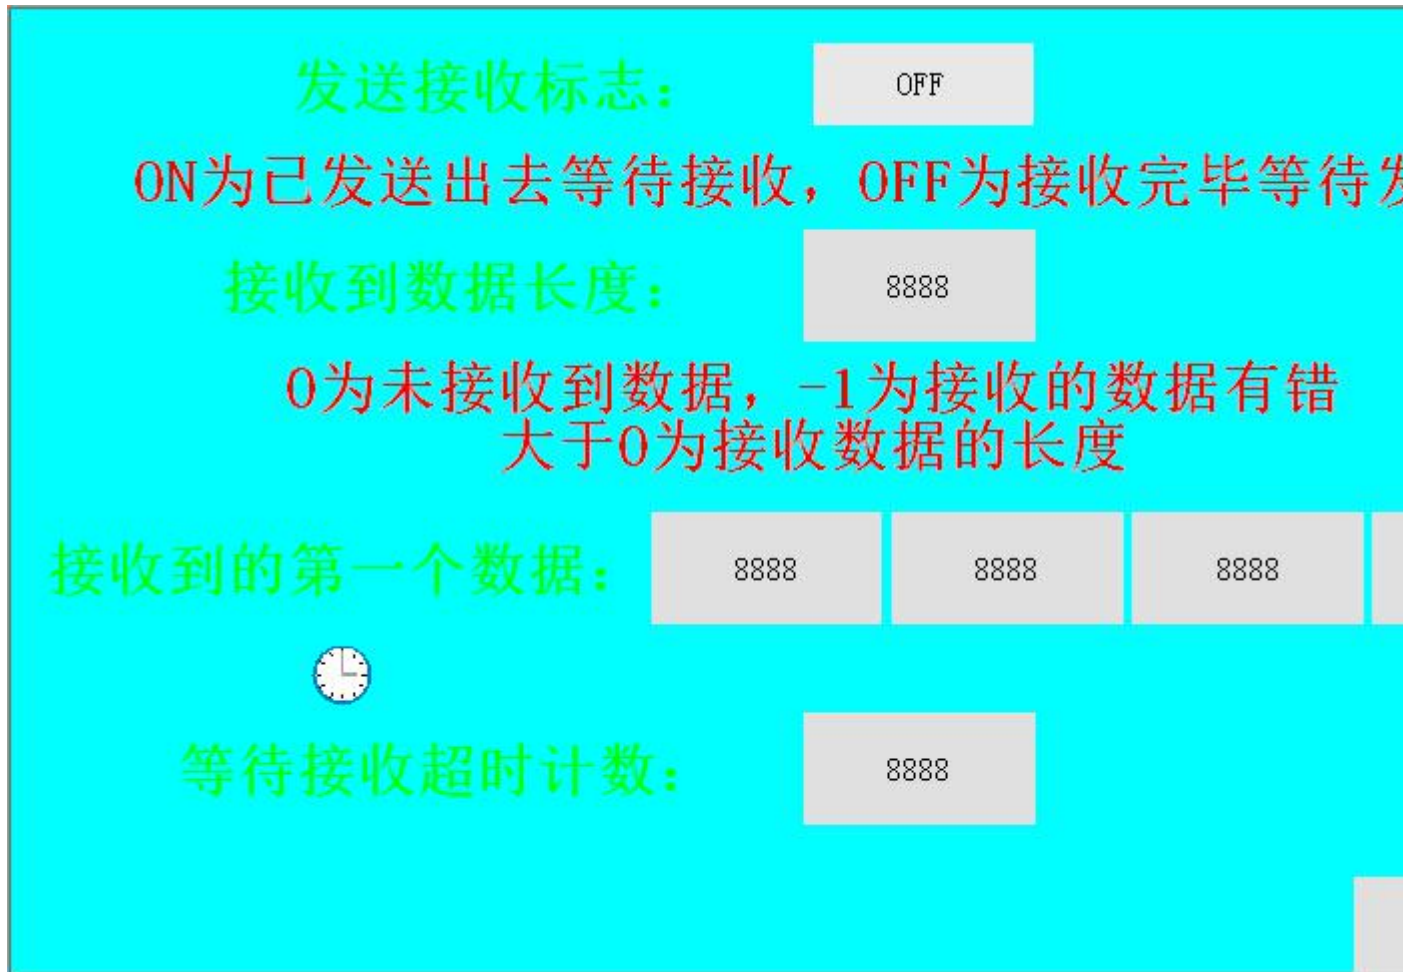 发送接收标志： OFF
ON为已发送出去等待接收，OFF为接收完毕等待发
接收到数据长度： 8888
0为未接收到数据，-1为接收的数据有错
大于0为接收数据的长度
接收到的第一个数据： 8888 8888 8888
等待接收超时计数： 8888